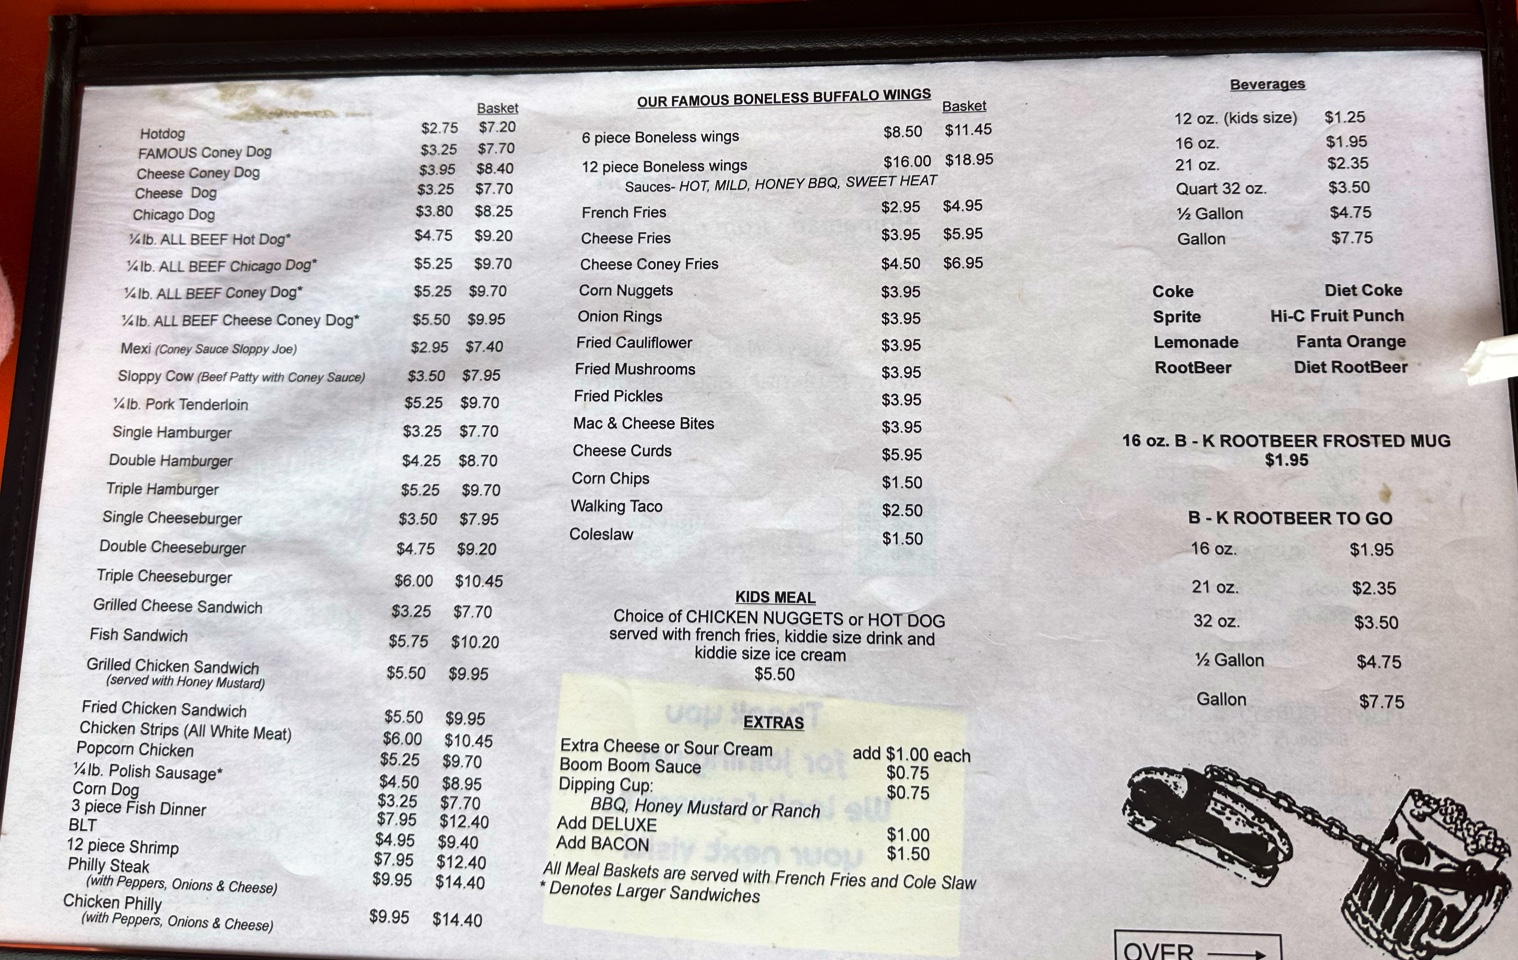 Basket
Hotdog $2.75 $7.20
FAMOUS Coney Dog $3.25 $7.70
Cheese Coney Dog $3.95 $8.40
Cheese Dog $3.25 $7.70
Chicago Dog $3.80 $8.25
¼lb. ALL BEEF Hot Dog* $4.75 $9.20
¼lb. ALL BEEF Chicago Dog* $5.25 $9.70
¼lb. ALL BEEF Coney Dog* $5.25 $9.70
¼lb. ALL BEEF Cheese Coney Dog* $5.50 $9.95
Mexi (Coney Sauce Sloppy Joe) $2.95 $7.40
Sloppy Cow (Beef Patty with Coney Sauce) $3.50 $7.95
¼lb. Pork Tenderloin $5.25 $9.70
Single Hamburger $3.25 $7.70
Double Hamburger $4.25 $8.70
Triple Hamburger $5.25 $9.70
Single Cheeseburger $3.50 $7.95
Double Cheeseburger $4.75 $9.20
Triple Cheeseburger $6.00 $10.45
Grilled Cheese Sandwich $3.25 $7.70
Fish Sandwich $5.75 $10.20
Grilled Chicken Sandwich $5.50 $9.95
(served with Honey Mustard)
Fried Chicken Sandwich $5.50 $9.95
Chicken Strips (All White Meat) $6.00 $10.45
Popcorn Chicken $5.25 $9.70
¼lb. Polish Sausage* $4.50 $8.95
Corn Dog $3.25 $7.70
3 piece Fish Dinner $7.95 $12.40
BLT $4.95 $9.40
12 piece Shrimp $7.95 $12.40
Philly Steak $9.95 $14.40
(with Peppers, Onions & Cheese)
Chicken Philly $9.95 $14.40
(with Peppers, Onions & Cheese)
OUR FAMOUS BONELESS BUFFALO WINGS
Basket
6 piece Boneless wings $8.50 $11.45
12 piece Boneless wings $16.00 $18.95
Sauces- HOT, MILD, HONEY BBQ, SWEET HEAT
French Fries $2.95 $4.95
Cheese Fries $3.95 $5.95
Cheese Coney Fries $4.50 $6.95
Corn Nuggets $3.95
Onion Rings $3.95
Fried Cauliflower $3.95
Fried Mushrooms $3.95
Fried Pickles $3.95
Mac & Cheese Bites $3.95
Cheese Curds $5.95
Corn Chips $1.50
Walking Taco $2.50
Coleslaw $1.50
KIDS MEAL
Choice of CHICKEN NUGGETS or HOT DOG
served with french fries, kiddie size drink and
kiddie size ice cream
$5.50
EXTRAS
Extra Cheese or Sour Cream add $1.00 each
Boom Boom Sauce $0.75
Dipping Cup: $0.75
BBQ, Honey Mustard or Ranch
Add DELUXE $1.00
Add BACON $1.50
All Meal Baskets are served with French Fries and Cole Slaw
* Denotes Larger Sandwiches
Beverages
12 oz. (kids size) $1.25
16 oz. $1.95
21 oz. $2.35
Quart 32 oz. $3.50
½ Gallon $4.75
Gallon $7.75
Coke Diet Coke
Sprite Hi-C Fruit Punch
Lemonade Fanta Orange
RootBeer Diet RootBeer
16 oz. B - K ROOTBEER FROSTED MUG
$1.95
B - K ROOTBEER TO GO
16 oz. $1.95
21 oz. $2.35
32 oz. $3.50
½ Gallon $4.75
Gallon $7.75
OVER